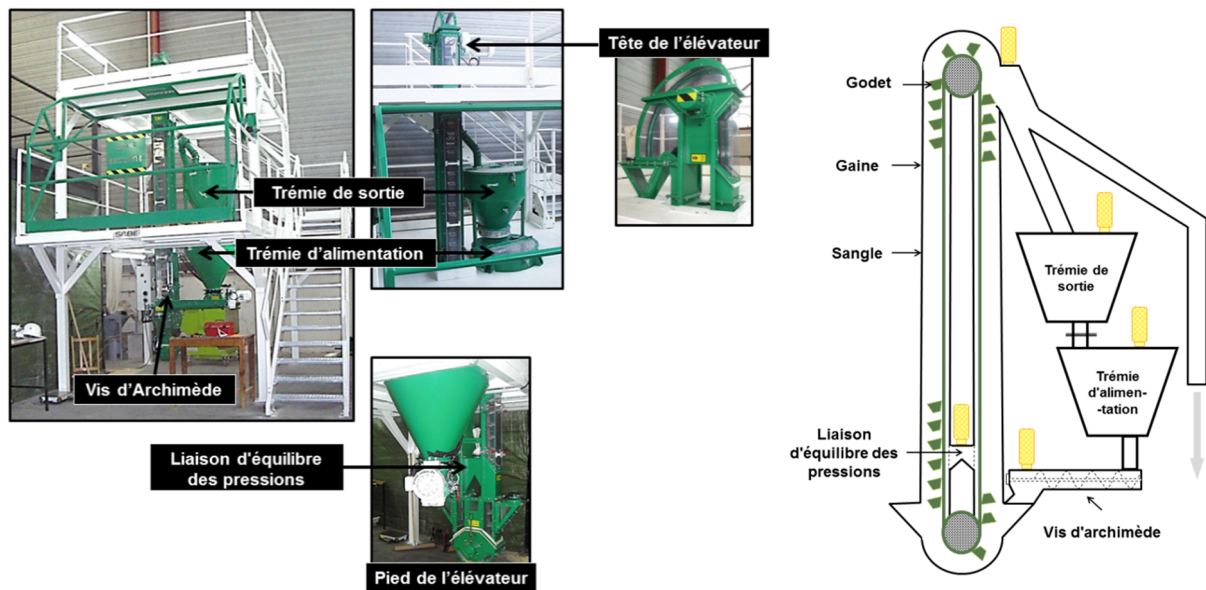 Tête de l'élévateur
Trémie de sortie
Trémie d'alimentation
SABE
Vis d'Archimède
Liaison d'équilibre
des pressions
Pied de l'élévateur
Godet
Gaine
Sangle
Trémie de
sortie
Trémie
d'alimen-
-tation
Liaison
d'équilibre des
pressions
Vis d'archimède